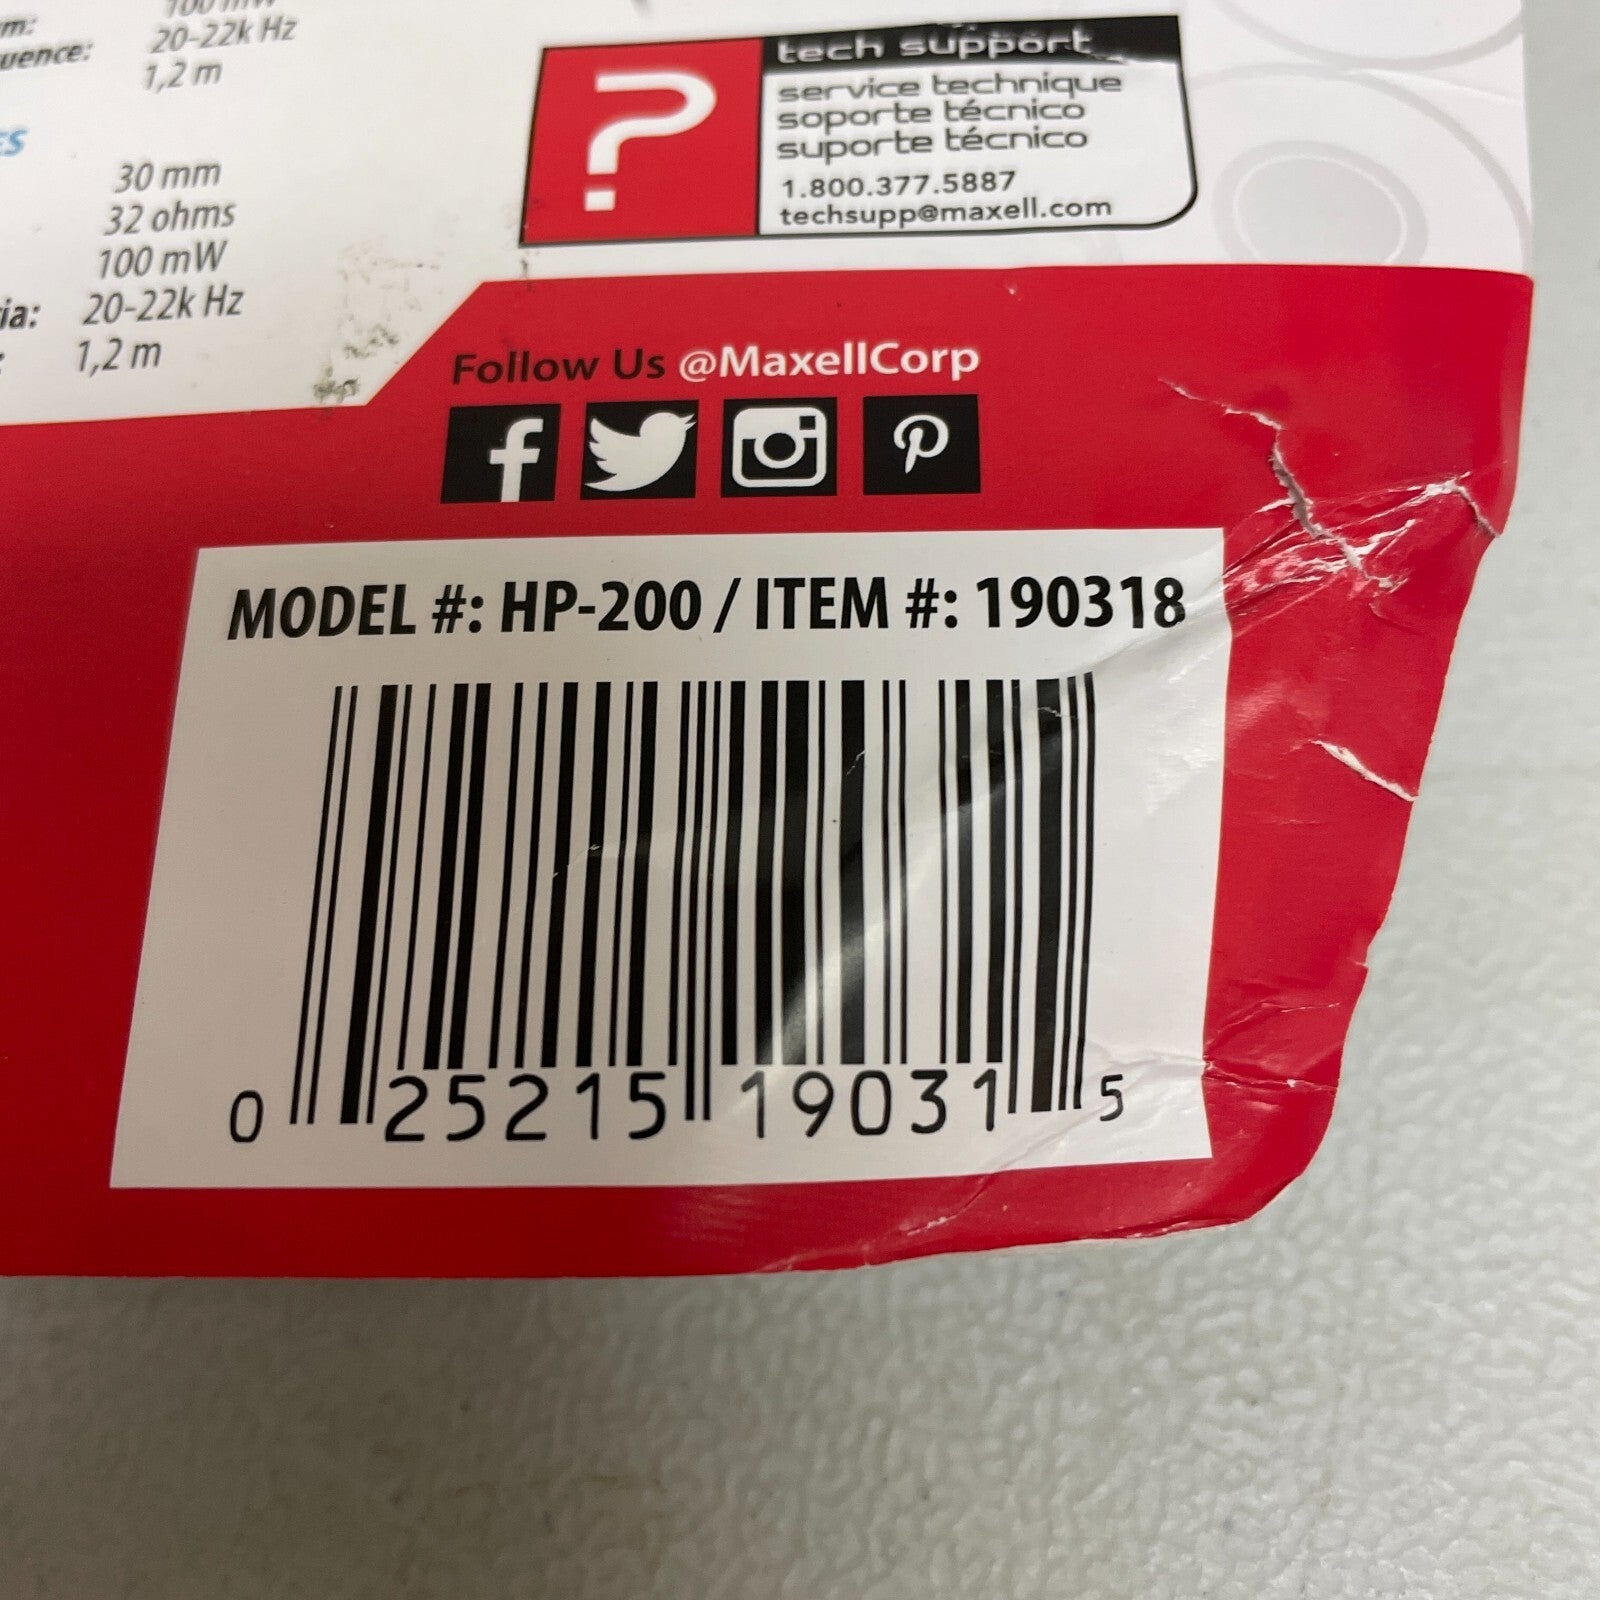 100 mW
20-22k Hz
1,2 m
30 mm
32 ohms
100 mW
20-22k Hz
1,2 m
?
tech support
service technique
soporte técnico
suporte técnico
1.800.377.5887
techsupp@maxell.com
Follow Us @MaxellCorp
MODEL #: HP-200 / ITEM #: 190318
0 25215 19031 5